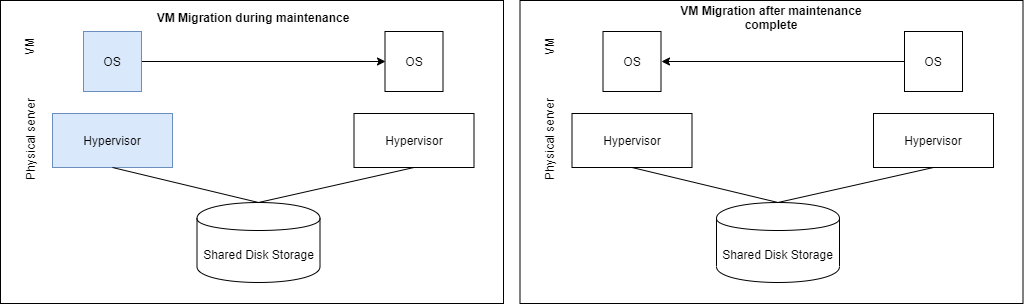 VM Migration during maintenance
VM
OS
OS
Physical server
Hypervisor
Hypervisor
Shared Disk Storage
VM Migration after maintenance
complete
VM
OS
OS
Physical server
Hypervisor
Hypervisor
Shared Disk Storage